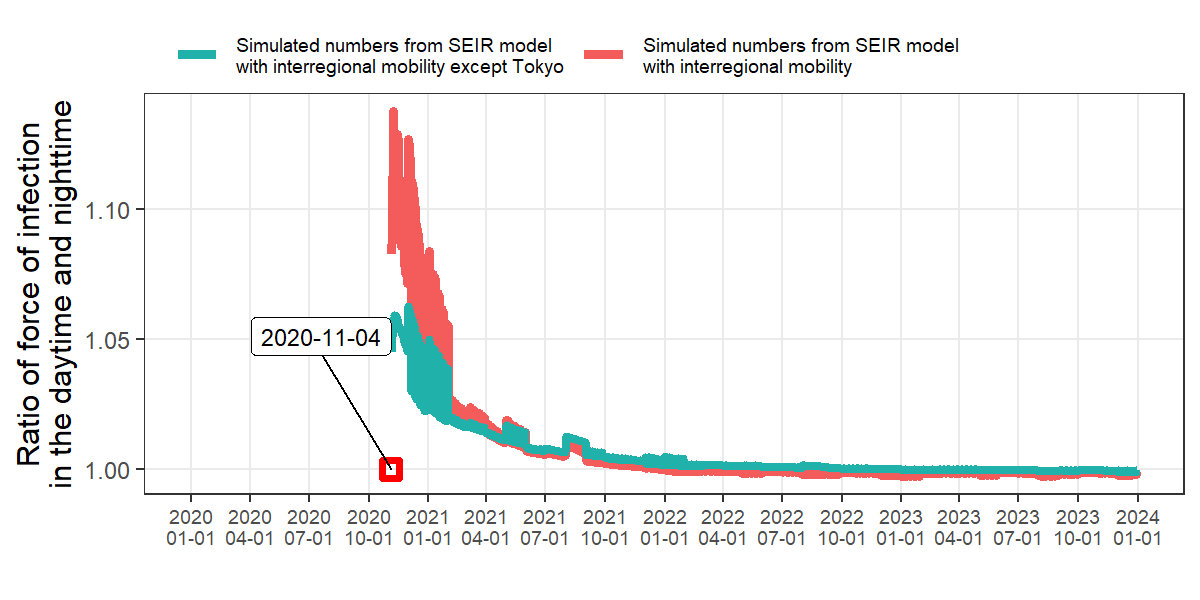 Simulated numbers from SEIR model
with interregional mobility except Tokyo
Simulated numbers from SEIR model
with interregional mobility
Ratio of force of infection
in the daytime and nighttime
1.10
1.05
1.00
2020-11-04
2020 2020 2020 2020 2021 2021 2021 2021 2022 2022 2022 2022 2023 2023 2023 2023 2024
01-01 04-01 07-01 10-01 01-01 04-01 07-01 10-01 01-01 04-01 07-01 10-01 01-01 04-01 07-01 10-01 01-01